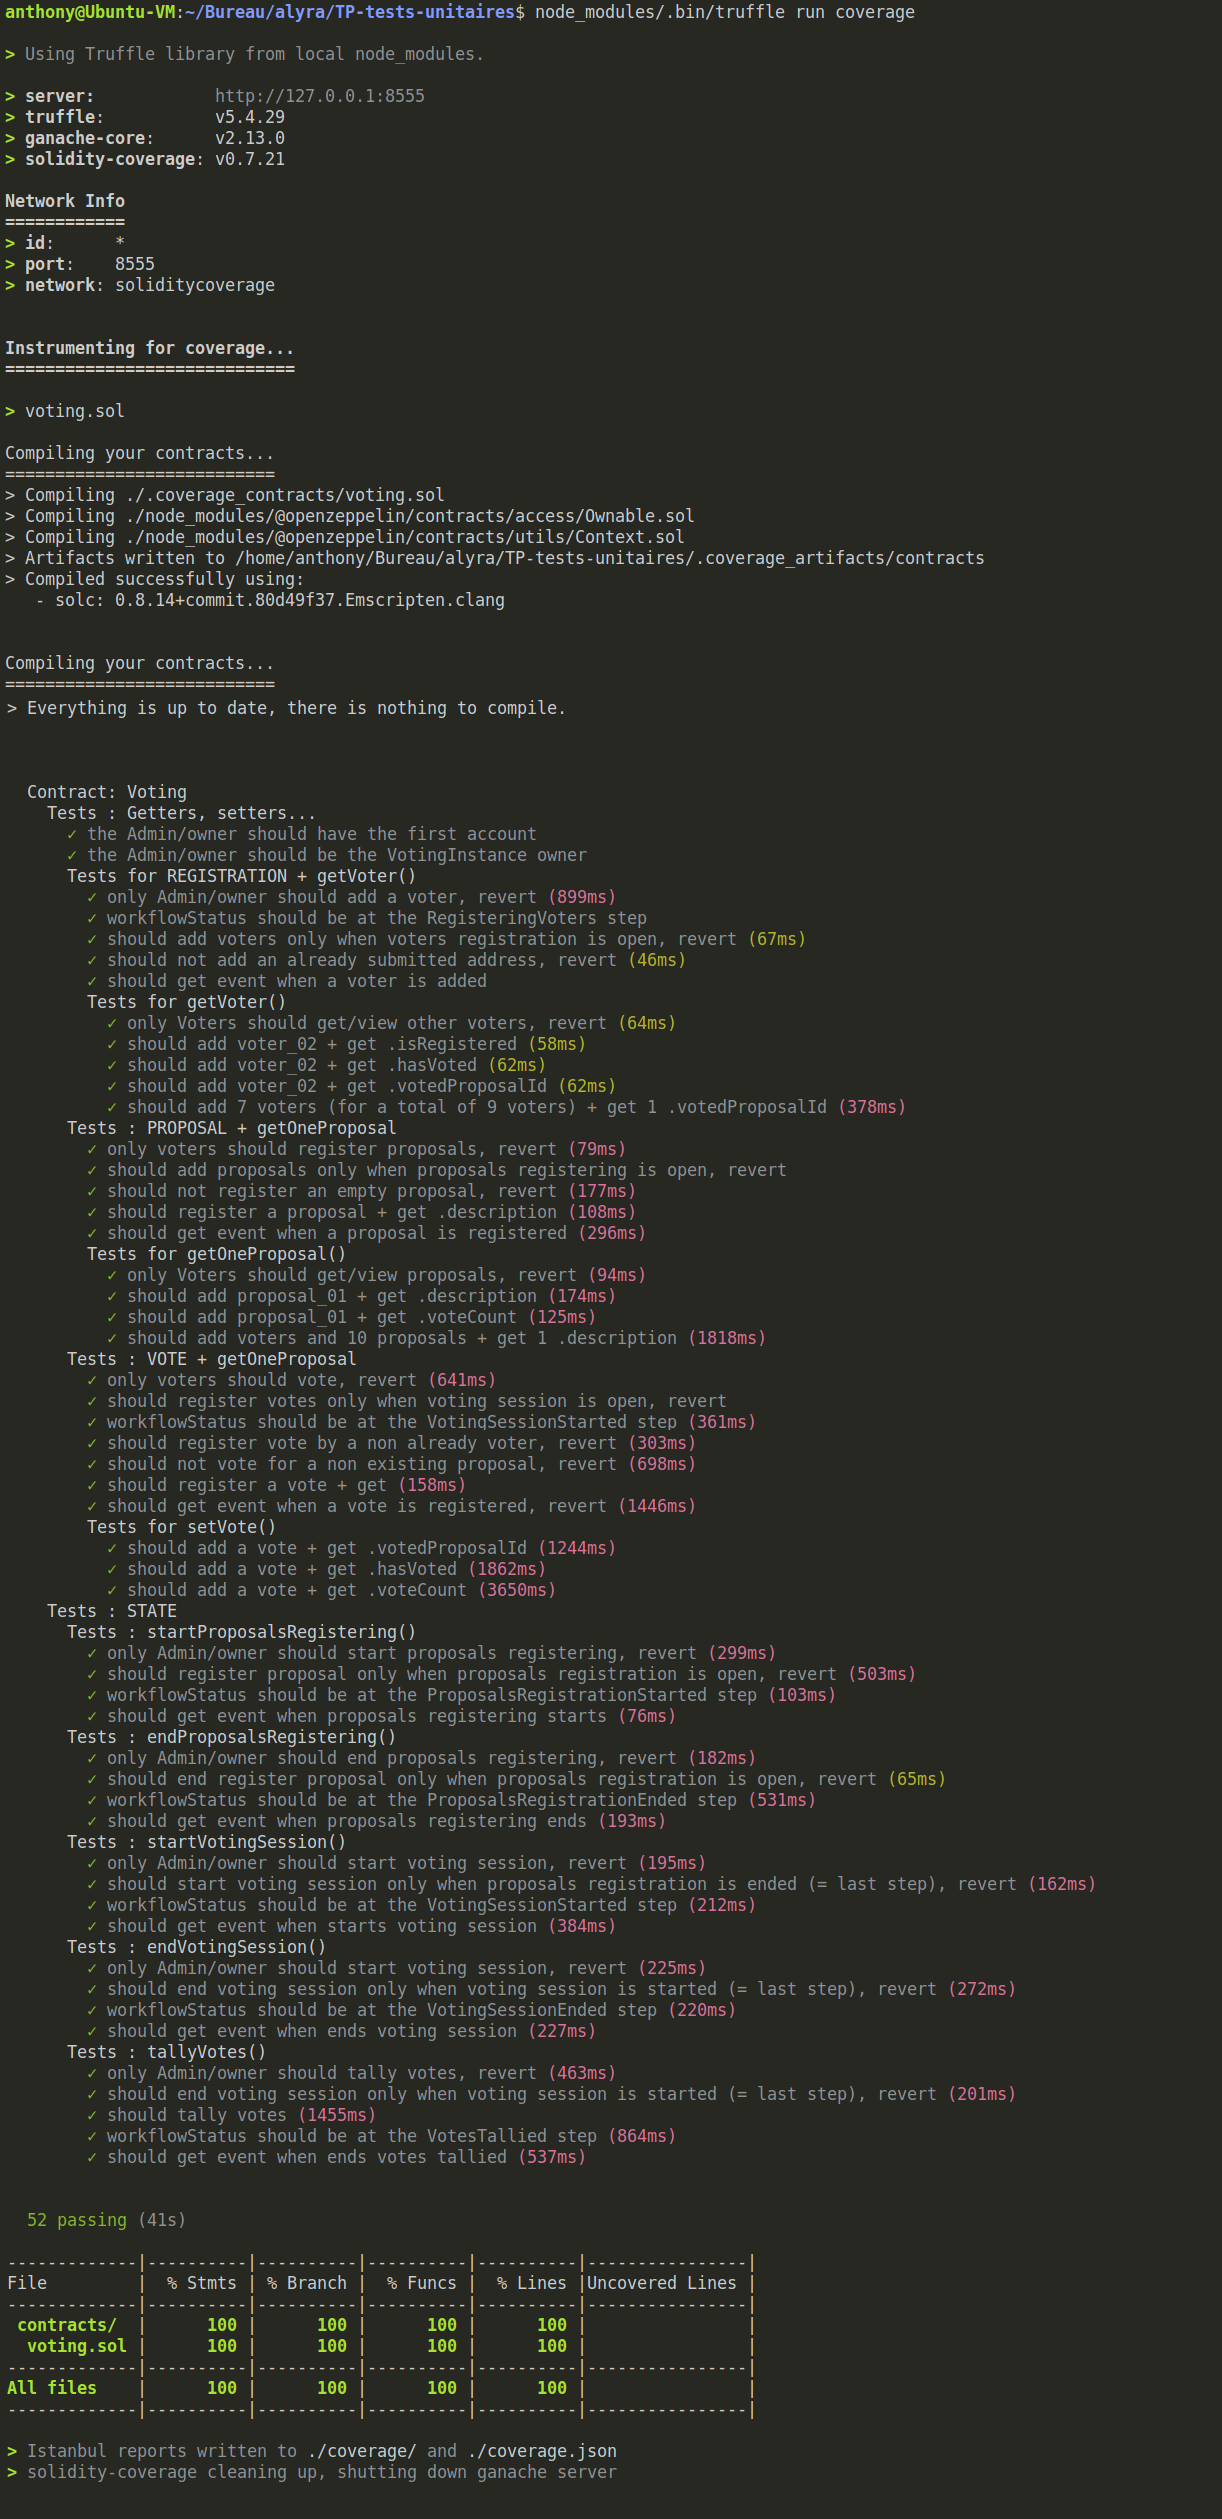 anthony@Ubuntu-VM:~/Bureau/alyra/TP-tests-unitaires$ node_modules/.bin/truffle run coverage
> Using Truffle library from local node_modules.
> server:            http://127.0.0.1:8555
> truffle:           v5.4.29
> ganache-core:      v2.13.0
> solidity-coverage: v0.7.21
Network Info
============
> id:      *
> port:    8555
> network: soliditycoverage
Instrumenting for coverage...
=============================
> voting.sol
Compiling your contracts...
===========================
> Compiling ./.coverage_contracts/voting.sol
> Compiling ./node_modules/@openzeppelin/contracts/access/Ownable.sol
> Compiling ./node_modules/@openzeppelin/contracts/utils/Context.sol
> Artifacts written to /home/anthony/Bureau/alyra/TP-tests-unitaires/.coverage_artifacts/contracts
> Compiled successfully using:
   - solc: 0.8.14+commit.80d49f37.Emscripten.clang
Compiling your contracts...
===========================
> Everything is up to date, there is nothing to compile.
  Contract: Voting
    Tests : Getters, setters...
      ✓ the Admin/owner should have the first account
      ✓ the Admin/owner should be the VotingInstance owner
      Tests for REGISTRATION + getVoter()
        ✓ only Admin/owner should add a voter, revert (899ms)
        ✓ workflowStatus should be at the RegisteringVoters step
        ✓ should add voters only when voters registration is open, revert (67ms)
        ✓ should not add an already submitted address, revert (46ms)
        ✓ should get event when a voter is added
        Tests for getVoter()
          ✓ only Voters should get/view other voters, revert (64ms)
          ✓ should add voter_02 + get .isRegistered (58ms)
          ✓ should add voter_02 + get .hasVoted (62ms)
          ✓ should add voter_02 + get .votedProposalId (62ms)
          ✓ should add 7 voters (for a total of 9 voters) + get 1 .votedProposalId (378ms)
      Tests : PROPOSAL + getOneProposal
        ✓ only voters should register proposals, revert (79ms)
        ✓ should add proposals only when proposals registering is open, revert
        ✓ should not register an empty proposal, revert (177ms)
        ✓ should register a proposal + get .description (108ms)
        ✓ should get event when a proposal is registered (296ms)
        Tests for getOneProposal()
          ✓ only Voters should get/view proposals, revert (94ms)
          ✓ should add proposal_01 + get .description (174ms)
          ✓ should add proposal_01 + get .voteCount (125ms)
          ✓ should add voters and 10 proposals + get 1 .description (1818ms)
      Tests : VOTE + getOneProposal
        ✓ only voters should vote, revert (641ms)
        ✓ should register votes only when voting session is open, revert
        ✓ workflowStatus should be at the VotingSessionStarted step (361ms)
        ✓ should register vote by a non already voter, revert (303ms)
        ✓ should not vote for a non existing proposal, revert (698ms)
        ✓ should register a vote + get (158ms)
        ✓ should get event when a vote is registered, revert (1446ms)
        Tests for setVote()
          ✓ should add a vote + get .votedProposalId (1244ms)
          ✓ should add a vote + get .hasVoted (1862ms)
          ✓ should add a vote + get .voteCount (3650ms)
    Tests : STATE
      Tests : startProposalsRegistering()
        ✓ only Admin/owner should start proposals registering, revert (299ms)
        ✓ should register proposal only when proposals registration is open, revert (503ms)
        ✓ workflowStatus should be at the ProposalsRegistrationStarted step (103ms)
        ✓ should get event when proposals registering starts (76ms)
      Tests : endProposalsRegistering()
        ✓ only Admin/owner should end proposals registering, revert (182ms)
        ✓ should end register proposal only when proposals registration is open, revert (65ms)
        ✓ workflowStatus should be at the ProposalsRegistrationEnded step (531ms)
        ✓ should get event when proposals registering ends (193ms)
      Tests : startVotingSession()
        ✓ only Admin/owner should start voting session, revert (195ms)
        ✓ should start voting session only when proposals registration is ended (= last step), revert (162ms)
        ✓ workflowStatus should be at the VotingSessionStarted step (212ms)
        ✓ should get event when starts voting session (384ms)
      Tests : endVotingSession()
        ✓ only Admin/owner should start voting session, revert (225ms)
        ✓ should end voting session only when voting session is started (= last step), revert (272ms)
        ✓ workflowStatus should be at the VotingSessionEnded step (220ms)
        ✓ should get event when ends voting session (227ms)
      Tests : tallyVotes()
        ✓ only Admin/owner should tally votes, revert (463ms)
        ✓ should end voting session only when voting session is started (= last step), revert (201ms)
        ✓ should tally votes (1455ms)
        ✓ workflowStatus should be at the VotesTallied step (864ms)
        ✓ should get event when ends votes tallied (537ms)
  52 passing (41s)
-------------|----------|----------|----------|----------|----------------|
File         |  % Stmts | % Branch |  % Funcs |  % Lines |Uncovered Lines |
-------------|----------|----------|----------|----------|----------------|
 contracts/  |      100 |      100 |      100 |      100 |                |
  voting.sol |      100 |      100 |      100 |      100 |                |
-------------|----------|----------|----------|----------|----------------|
All files    |      100 |      100 |      100 |      100 |                |
-------------|----------|----------|----------|----------|----------------|
> Istanbul reports written to ./coverage/ and ./coverage.json
> solidity-coverage cleaning up, shutting down ganache server